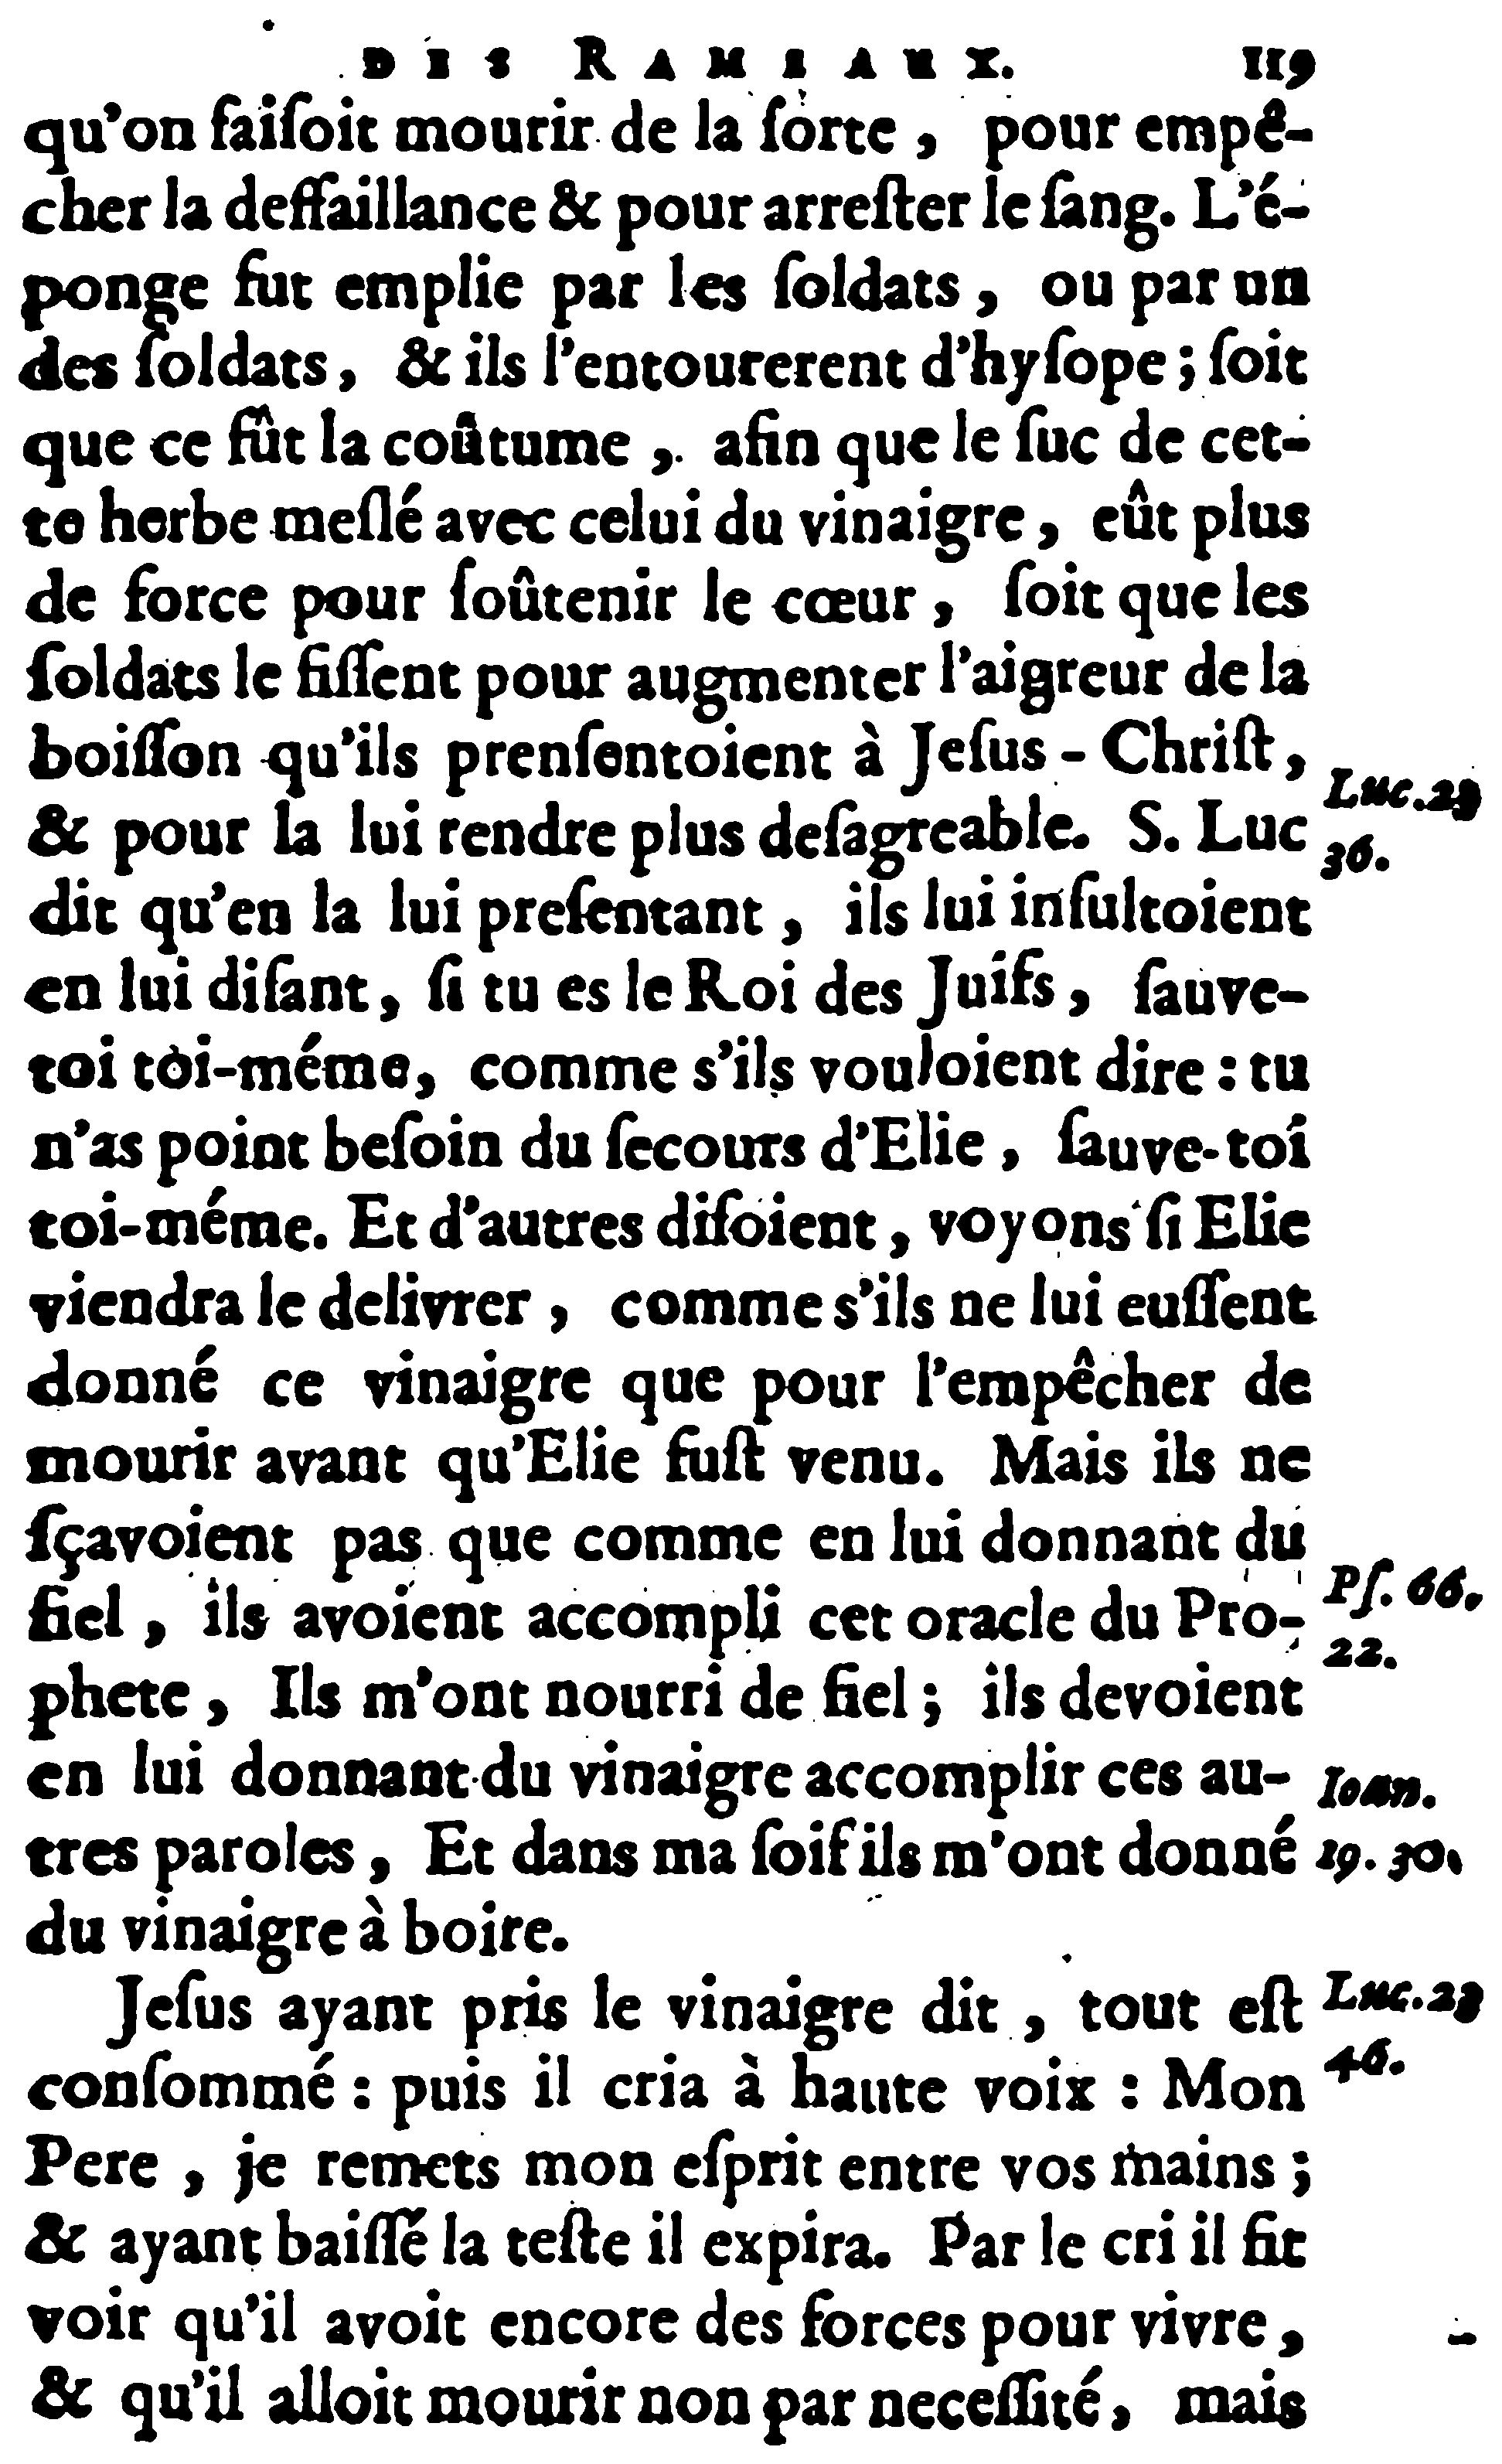 DES RAMEAUX. 119
qu'on faiſoit mourir de la ſorte, pour empê-
cher la deffaillance & pour arreſter le ſang. L'é-
ponge fut emplie par les ſoldats, ou par un
des ſoldats, & ils l'entourerent d'hyſope; ſoit
que ce fût la coûtume, afin que le ſuc de cet-
te herbe meſlé avec celui du vinaigre, eût plus
de force pour ſoûtenir le cœur, ſoit que les
ſoldats le fiſſent pour augmenter l'aigreur de la
boiſſon qu'ils prenſentoient à Jeſus-Chriſt,
Luc. 23
& pour la lui rendre plus deſagreable. S. Luc
36.
dit qu'en la lui preſentant, ils lui inſultoient
en lui diſant, ſi tu es le Roi des Juifs, ſauve-
toi toi-méme, comme s'ils vouloient dire : tu
n'as point beſoin du ſecours d'Elie, ſauve-toi
toi-méme. Et d'autres diſoient, voyons ſi Elie
viendra le delivrer, comme s'ils ne lui euſſent
donné ce vinaigre que pour l'empêcher de
mourir avant qu'Elie fuſt venu. Mais ils ne
ſçavoient pas que comme en lui donnant du
fiel, ils avoient accompli cet oracle du Pro-
Pſ. 66.
22.
phete, Ils m'ont nourri de fiel; ils devoient
en lui donnant du vinaigre accomplir ces au-
Ioan.
tres paroles, Et dans ma ſoif ils m'ont donné
19. 30.
du vinaigre à boire.
Jeſus ayant pris le vinaigre dit, tout eſt
Luc. 23
conſommé : puis il cria à haute voix : Mon
46.
Pere, je remets mon eſprit entre vos mains;
& ayant baiſſé la teſte il expira. Par le cri il fit
voir qu'il avoit encore des forces pour vivre,
& qu'il alloit mourir non par neceſſité, mais